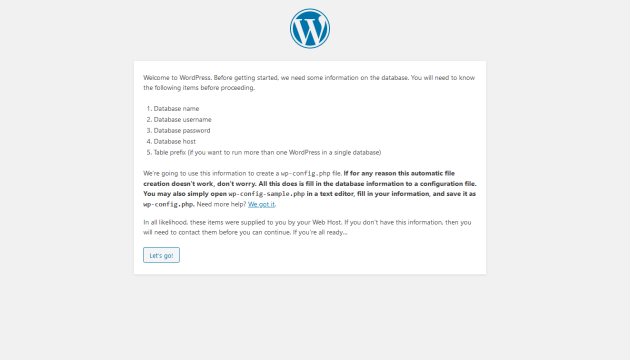 Welcome to WordPress. Before getting started, we need some information on the database. You will need to know
the following items before proceeding.
1. Database name
2. Database username
3. Database password
4. Database host
5. Table prefix (if you want to run more than one WordPress in a single database)
We're going to use this information to create a wp-config.php file. If for any reason this automatic file
creation doesn't work, don't worry. All this does is fill in the database information to a configuration file.
You may also simply open wp-config-sample.php in a text editor, fill in your information, and save it as
wp-config.php. Need more help? We got it.
In all likelihood, these items were supplied to you by your Web Host. If you don't have this information, then you
will need to contact them before you can continue. If you're all ready...
Let's go!